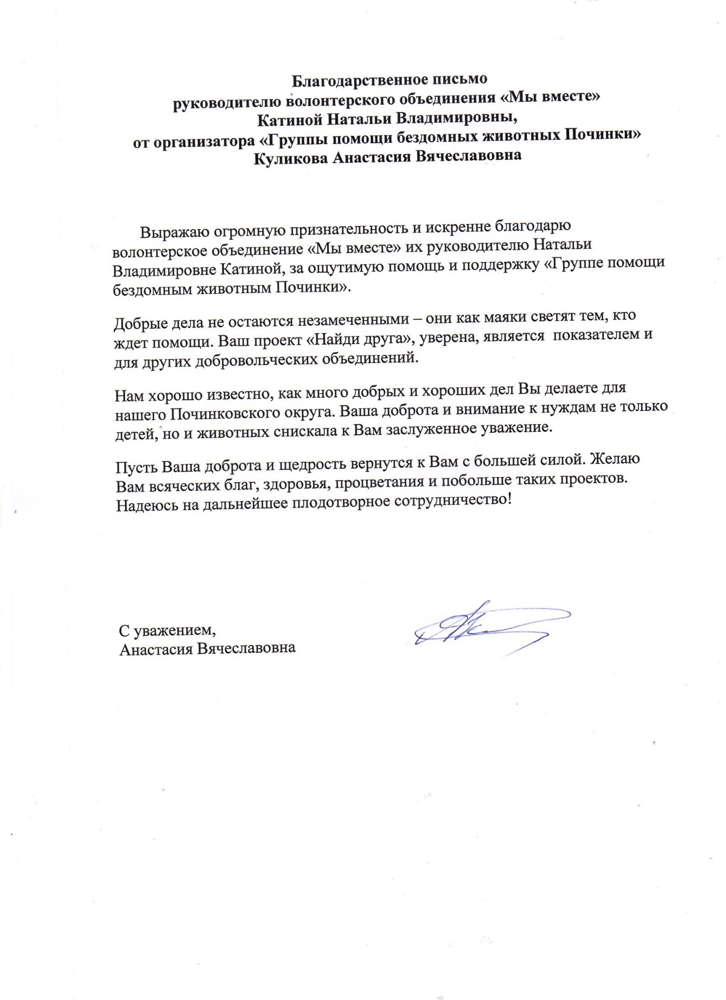 Благодарственное письмо
руководителю волонтерского объединения «Мы вместе»
Катиной Натальи Владимировны,
от организатора «Группы помощи бездомных животных Починки»
Куликова Анастасия Вячеславовна
Выражаю огромную признательность и искренне благодарю
волонтерское объединение «Мы вместе» их руководителю Натальи
Владимировне Катиной, за ощутимую помощь и поддержку «Группе помощи
бездомным животным Починки».
Добрые дела не остаются незамеченными – они как маяки светят тем, кто
ждет помощи. Ваш проект «Найди друга», уверена, является  показателем и
для других добровольческих объединений.
Нам хорошо известно, как много добрых и хороших дел Вы делаете для
нашего Починковского округа. Ваша доброта и внимание к нуждам не только
детей, но и животных снискала к Вам заслуженное уважение.
Пусть Ваша доброта и щедрость вернутся к Вам с большей силой. Желаю
Вам всяческих благ, здоровья, процветания и побольше таких проектов.
Надеюсь на дальнейшее плодотворное сотрудничество!
С уважением,
Анастасия Вячеславовна